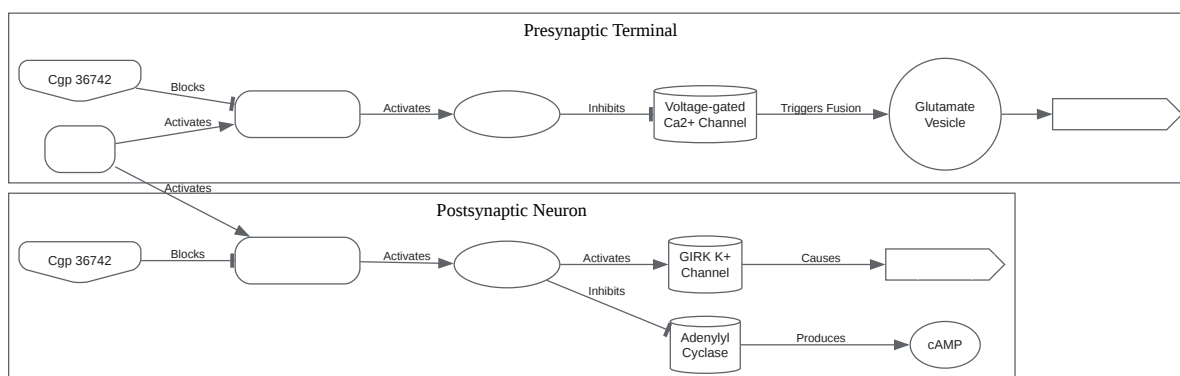 Presynaptic Terminal
Cgp 36742
Blocks
Activates
Activates
Inhibits
Voltage-gated
Ca2+ Channel
Triggers Fusion
Glutamate
Vesicle
Activates
Postsynaptic Neuron
Cgp 36742
Blocks
Activates
Activates
GIRK K+
Channel
Causes
Inhibits
Adenylyl
Cyclase
Produces
cAMP